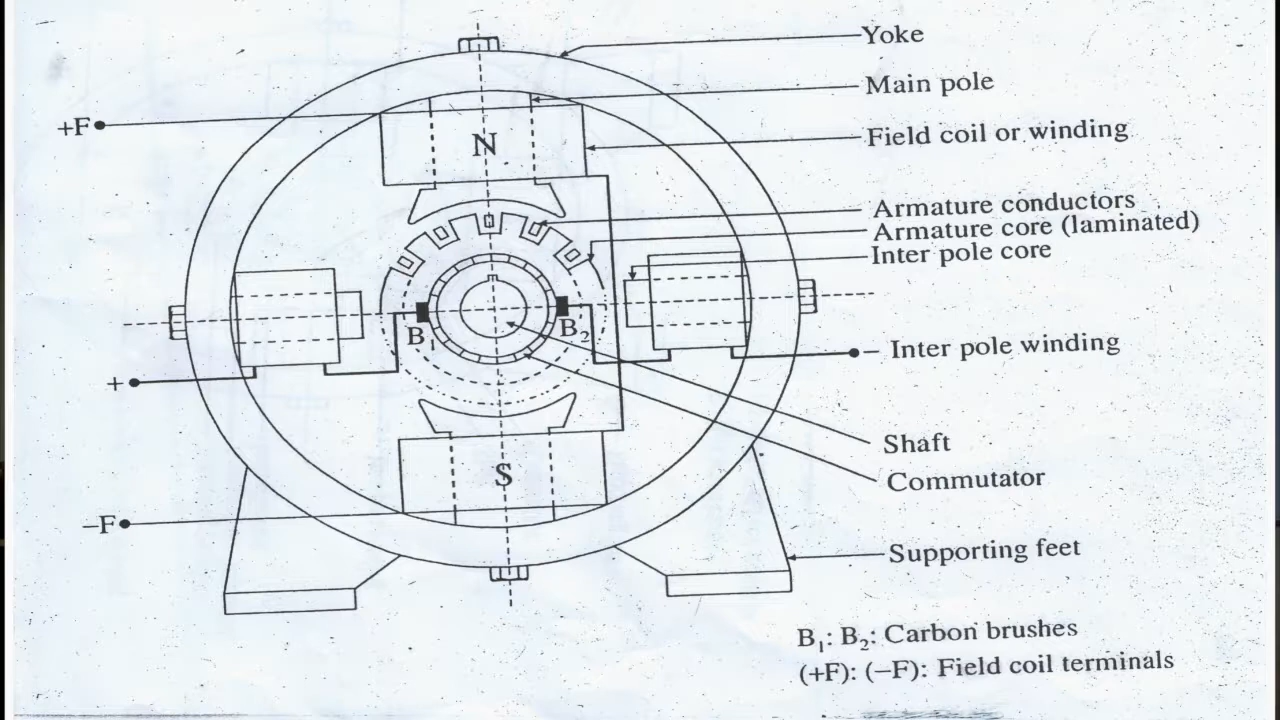 Yoke
Main pole
+F
Field coil or winding
N
Armature conductors
Armature core (laminated)
Inter pole core
B₁
B₂
– Inter pole winding
+
Shaft
S
Commutator
–F
Supporting feet
B₁: B₂: Carbon brushes
(+F): (–F): Field coil terminals